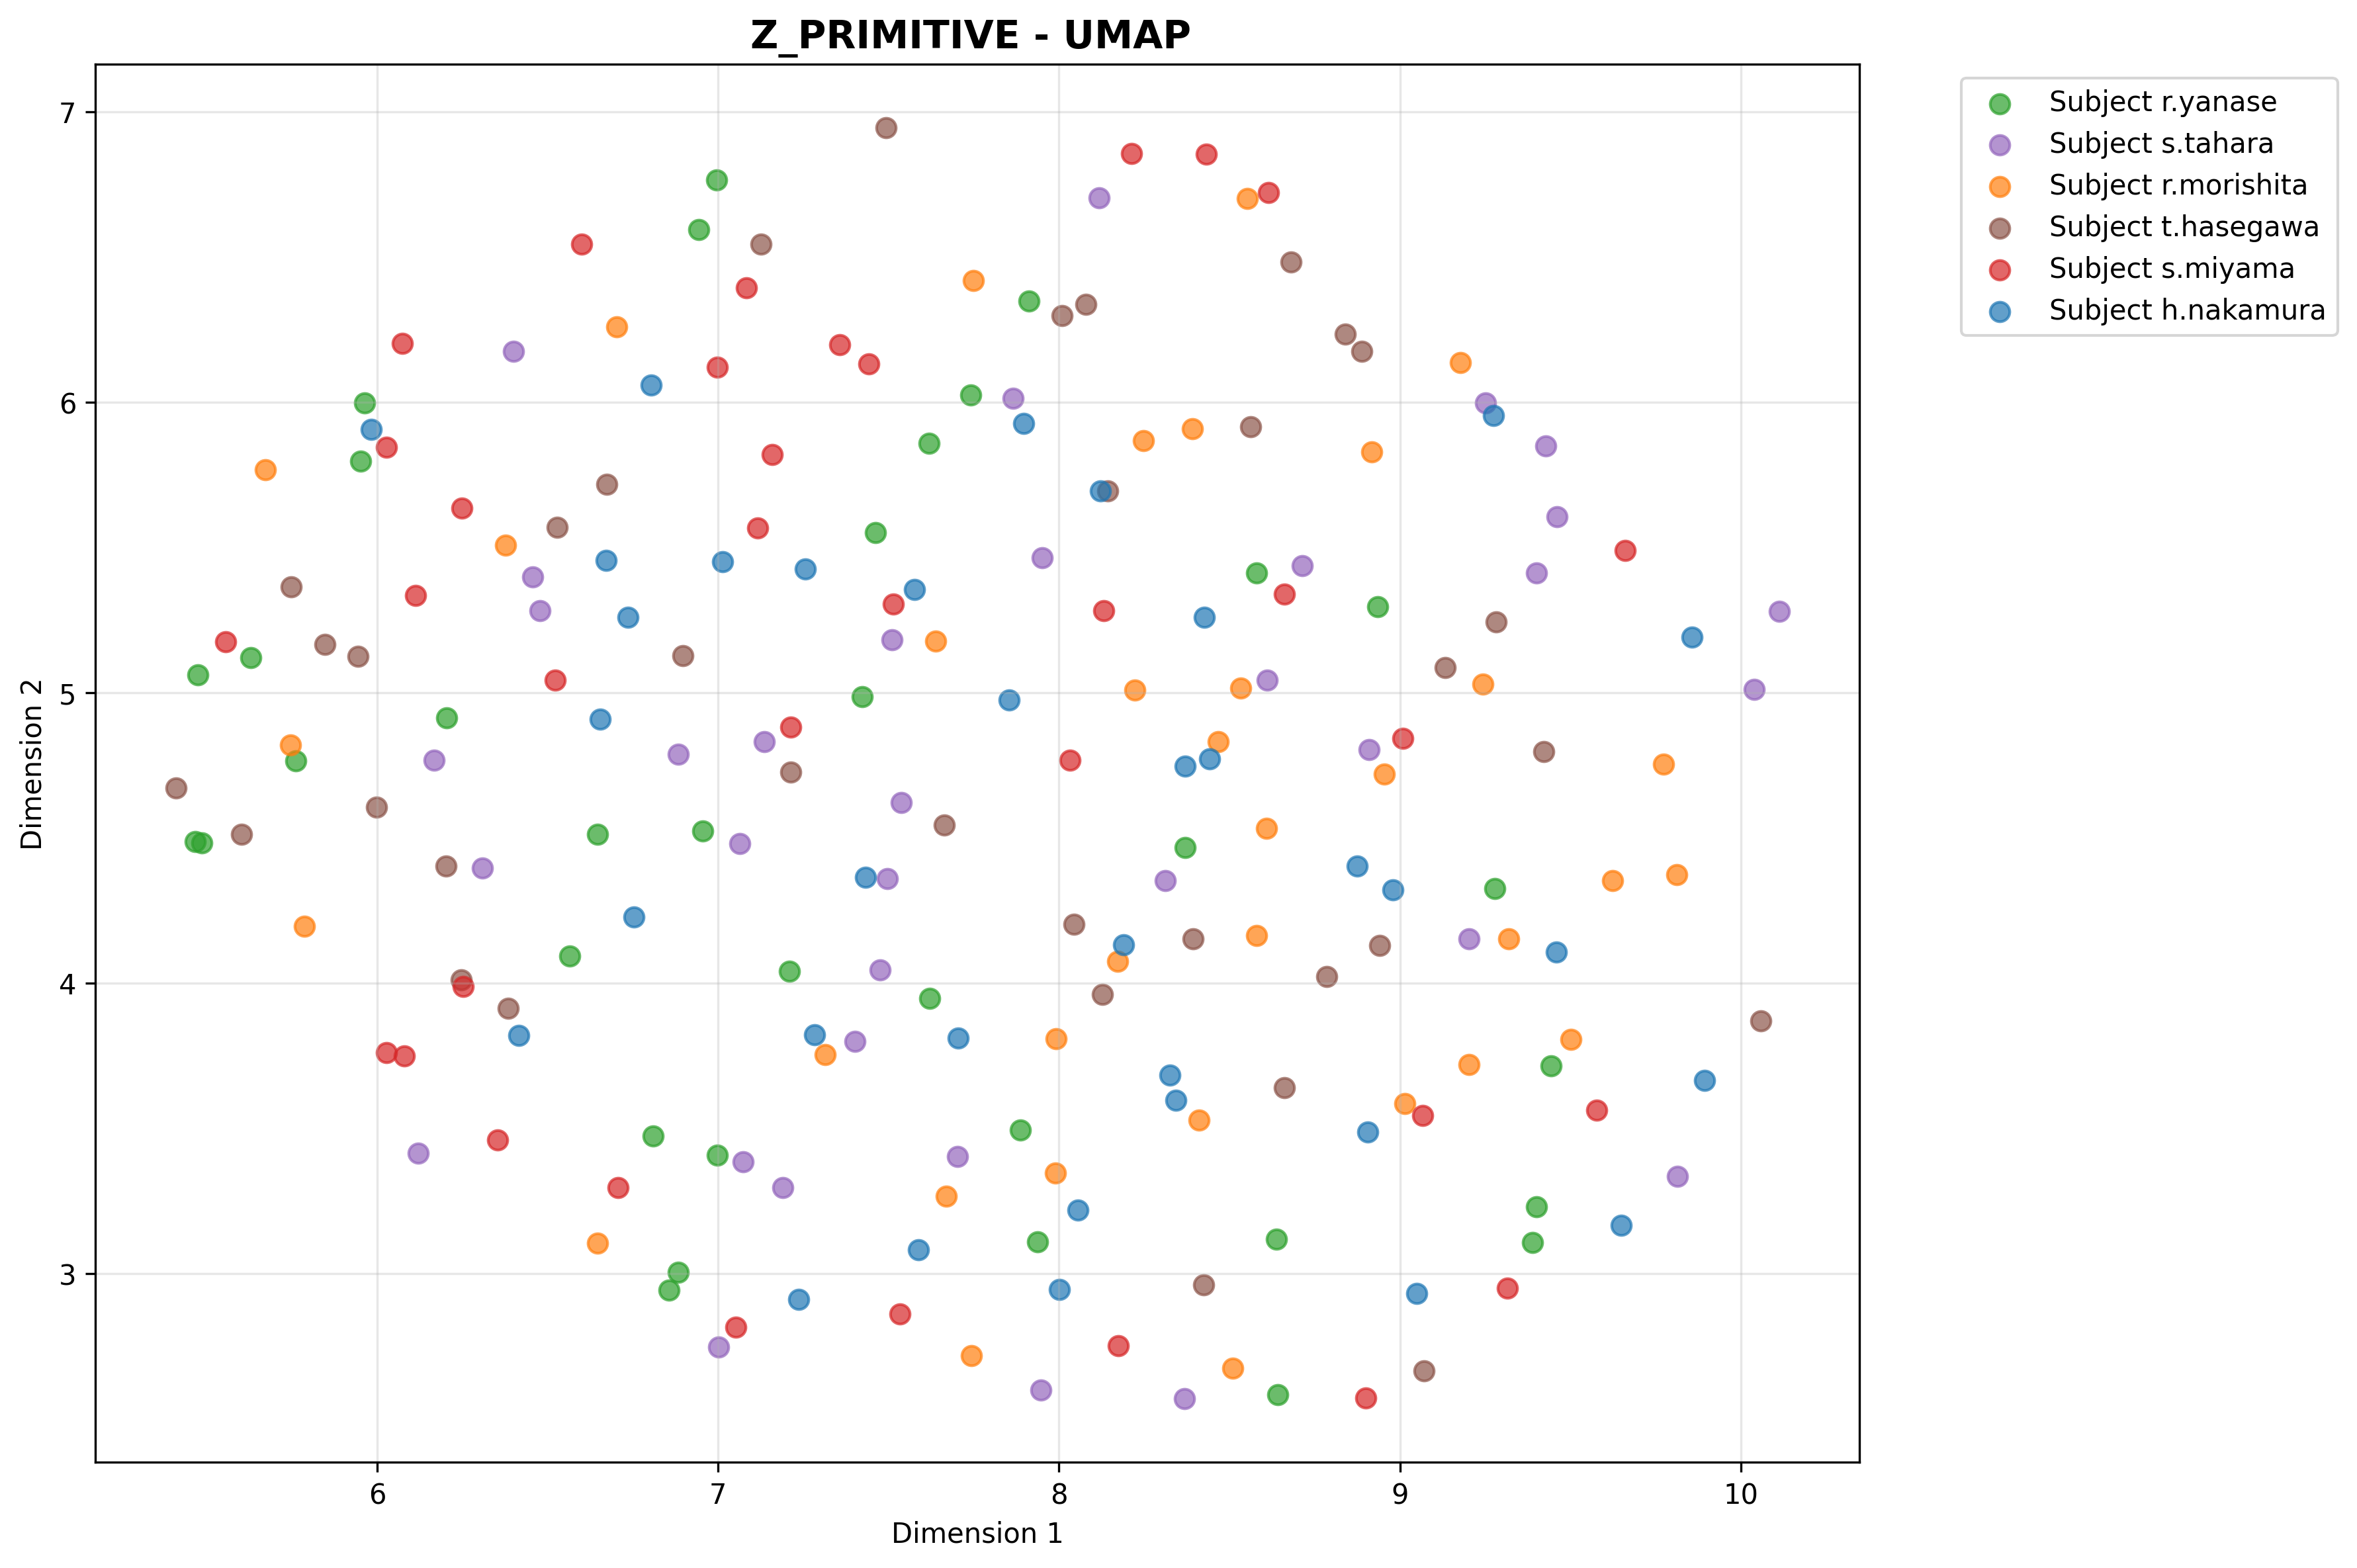 Z_PRIMITIVE - UMAP
Subject r.yanase
Subject s.tahara
Subject r.morishita
Subject t.hasegawa
Subject s.miyama
Subject h.nakamura
7
6
5
4
3
Dimension 2
6 7 8 9 10
Dimension 1